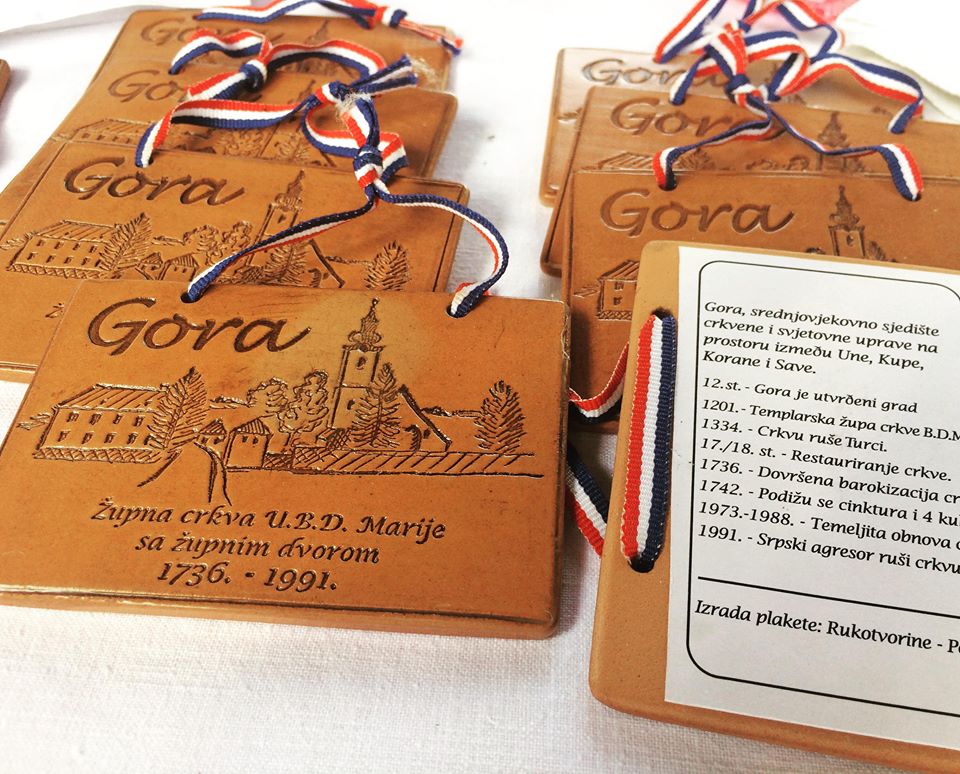 Gora
Gora
Gora
Gora
Župna crkva U.B.D. Marije
sa župnim dvorom
1736. - 1991.
Gora
Gora
Gora
Gora, srednjovjekovno sjedište
crkvene i svjetovne uprave na
prostoru između Une, Kupe,
Korane i Save.
12.st. - Gora je utvrđeni grad
1201. - Templarska župa crkve B.D.M
1334. - Crkvu ruše Turci.
17./18. st. - Restauriranje crkve.
1736. - Dovršena barokizacija
1742. - Podižu se cinktura i 4
1973.-1988. - Temeljita obnova
1991. - Srpski agresor ruši crkvu
Izrada plakete: Rukotvorine -